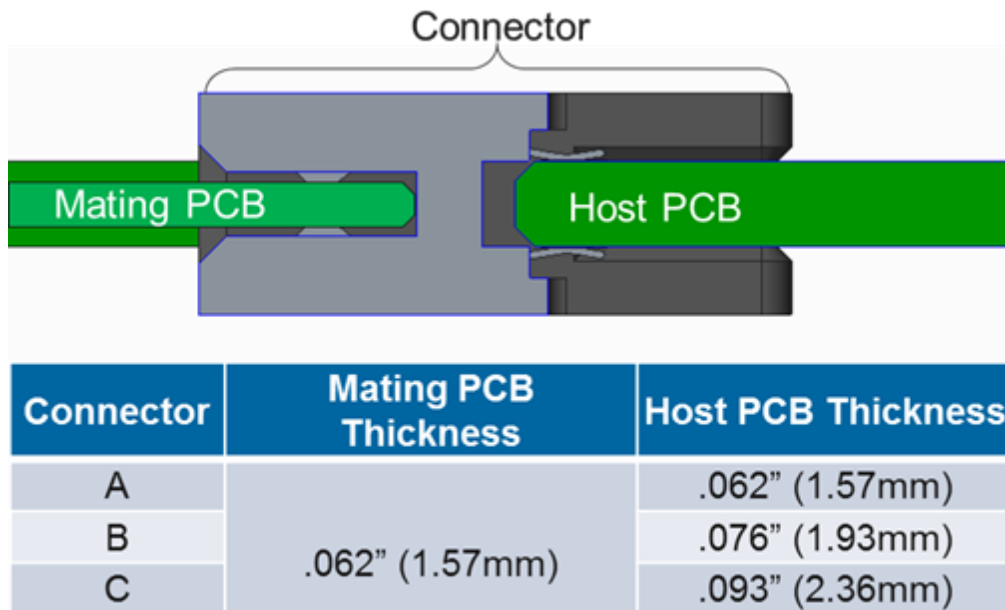 Connector
Mating PCB
Host PCB
Connector
Mating PCB
Thickness
Host PCB Thickness
A
.062” (1.57mm)
B
.076” (1.93mm)
.062” (1.57mm)
C
.093” (2.36mm)